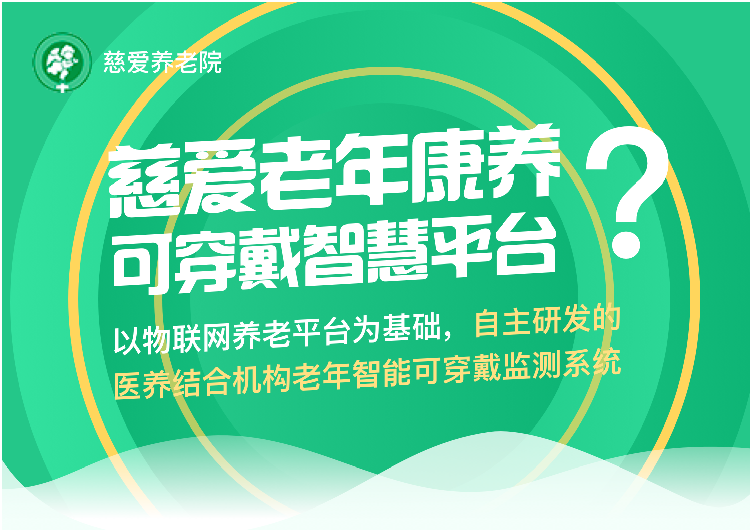 慈爱养老院
慈爱老年康养
可穿戴智慧平台
?
以物联网养老平台为基础，自主研发的
医养结合机构老年智能可穿戴监测系统